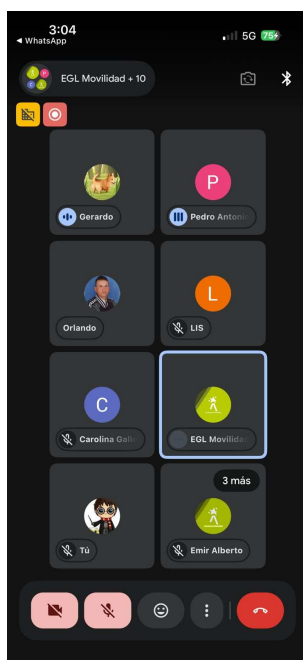 3:04
5G 75
◄ WhatsApp
EGL Movilidad + 10
P
Gerardo
Pedro Antonio
L
Orlando
LIS
C
Carolina Gall
EGL Movilidad
3 más
Tú
Emir Alberto